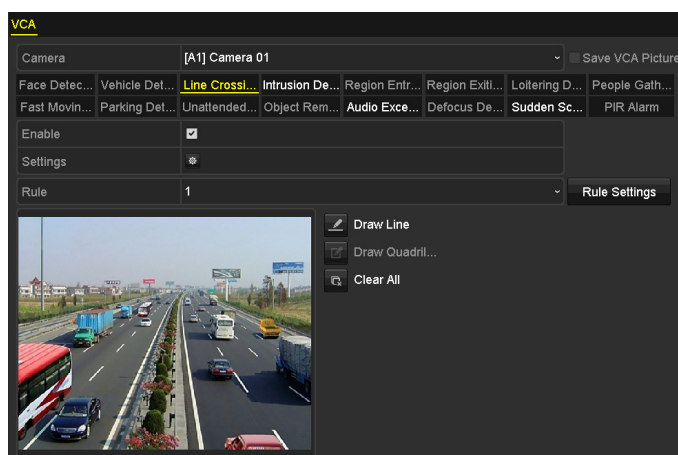 VCA
Camera [A1] Camera 01 Save VCA Picture
Face Detec... Vehicle Det... Line Crossi... Intrusion De... Region Entr... Region Exiti... Loitering D... People Gath...
Fast Movin... Parking Det... Unattended... Object Rem... Audio Exce... Defocus De... Sudden Sc... PIR Alarm
Enable
Settings
Rule 1 Rule Settings
Draw Line
Draw Quadril...
Clear All